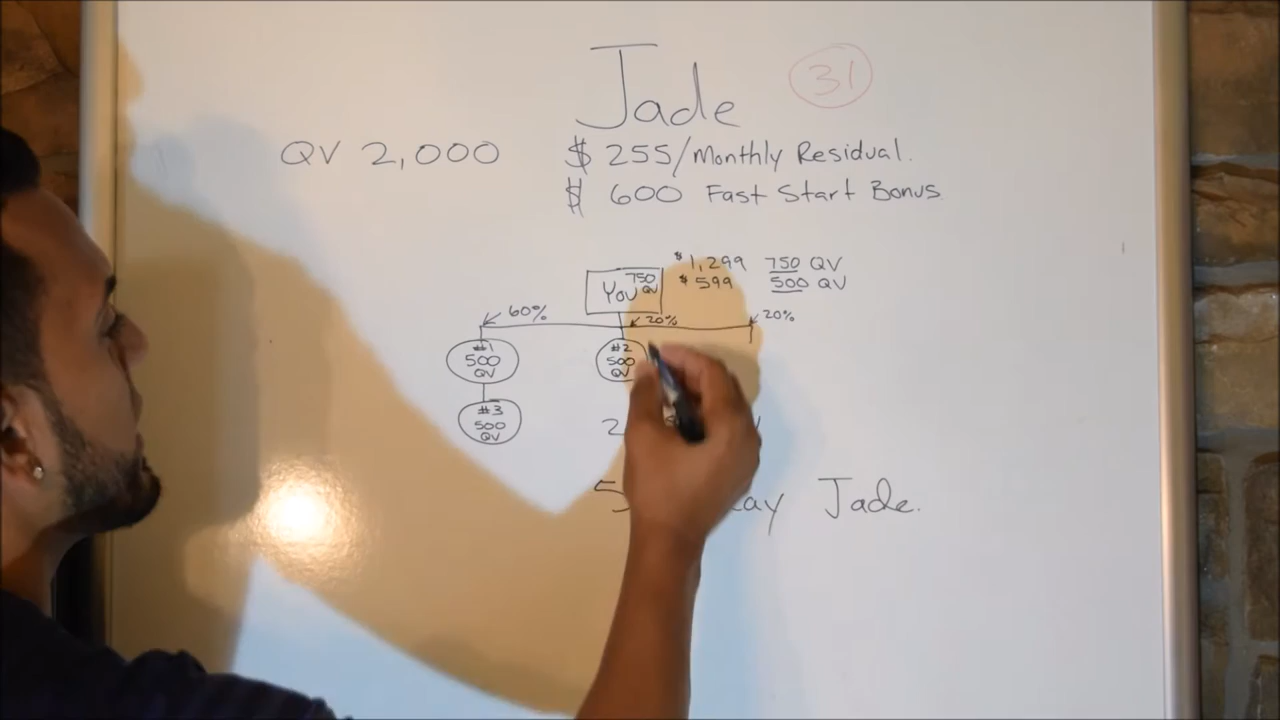 Jade 31
QV 2,000 $ 255/Monthly Residual.
$ 600 Fast Start Bonus
$1,299 750 QV
$599 500 QV
You 750 QV
60% 20% 20%
#1 500 QV
#2 500 QV
#3 500 QV
Jade.